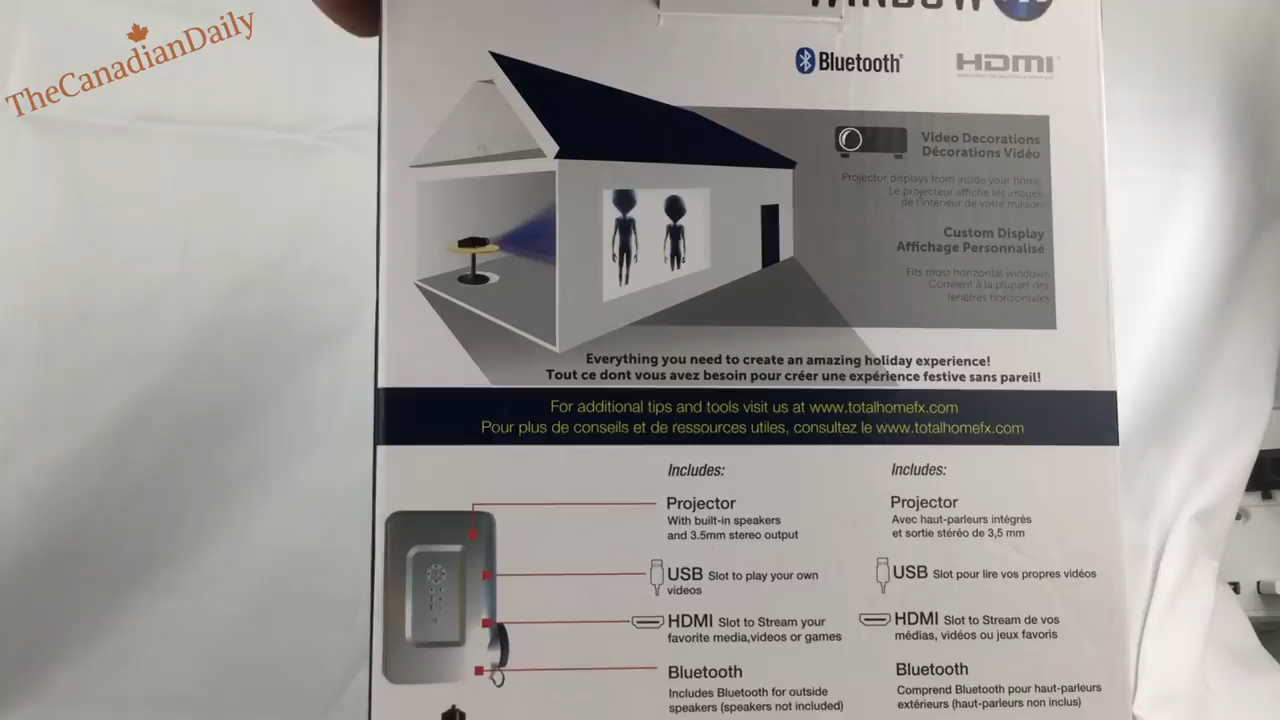 TheCanadianDaily
WINDOW
Bluetooth®
HDMI
Video Decorations
Décorations Vidéo
Projector displays from inside your home.
Le projecteur affiche les images
de l'intérieur de votre maison.
Custom Display
Affichage Personnalisé
Fits most horizontal windows
Convient à la plupart des
fenêtres horizontales
Everything you need to create an amazing holiday experience!
Tout ce dont vous avez besoin pour créer une expérience festive sans pareil!
For additional tips and tools visit us at www.totalhomefx.com
Pour plus de conseils et de ressources utiles, consultez le www.totalhomefx.com
Includes:
Projector
With built-in speakers
and 3.5mm stereo output
USB Slot to play your own
videos
HDMI Slot to Stream your
favorite media,videos or games
Bluetooth
Includes Bluetooth for outside
speakers (speakers not included)
Includes:
Projector
Avec haut-parleurs intégrés
et sortie stéréo de 3,5 mm
USB Slot pour lire vos propres vidéos
HDMI Slot to Stream de vos
médias, vidéos ou jeux favoris
Bluetooth
Comprend Bluetooth pour haut-parleurs
extérieurs (haut-parleurs non inclus)